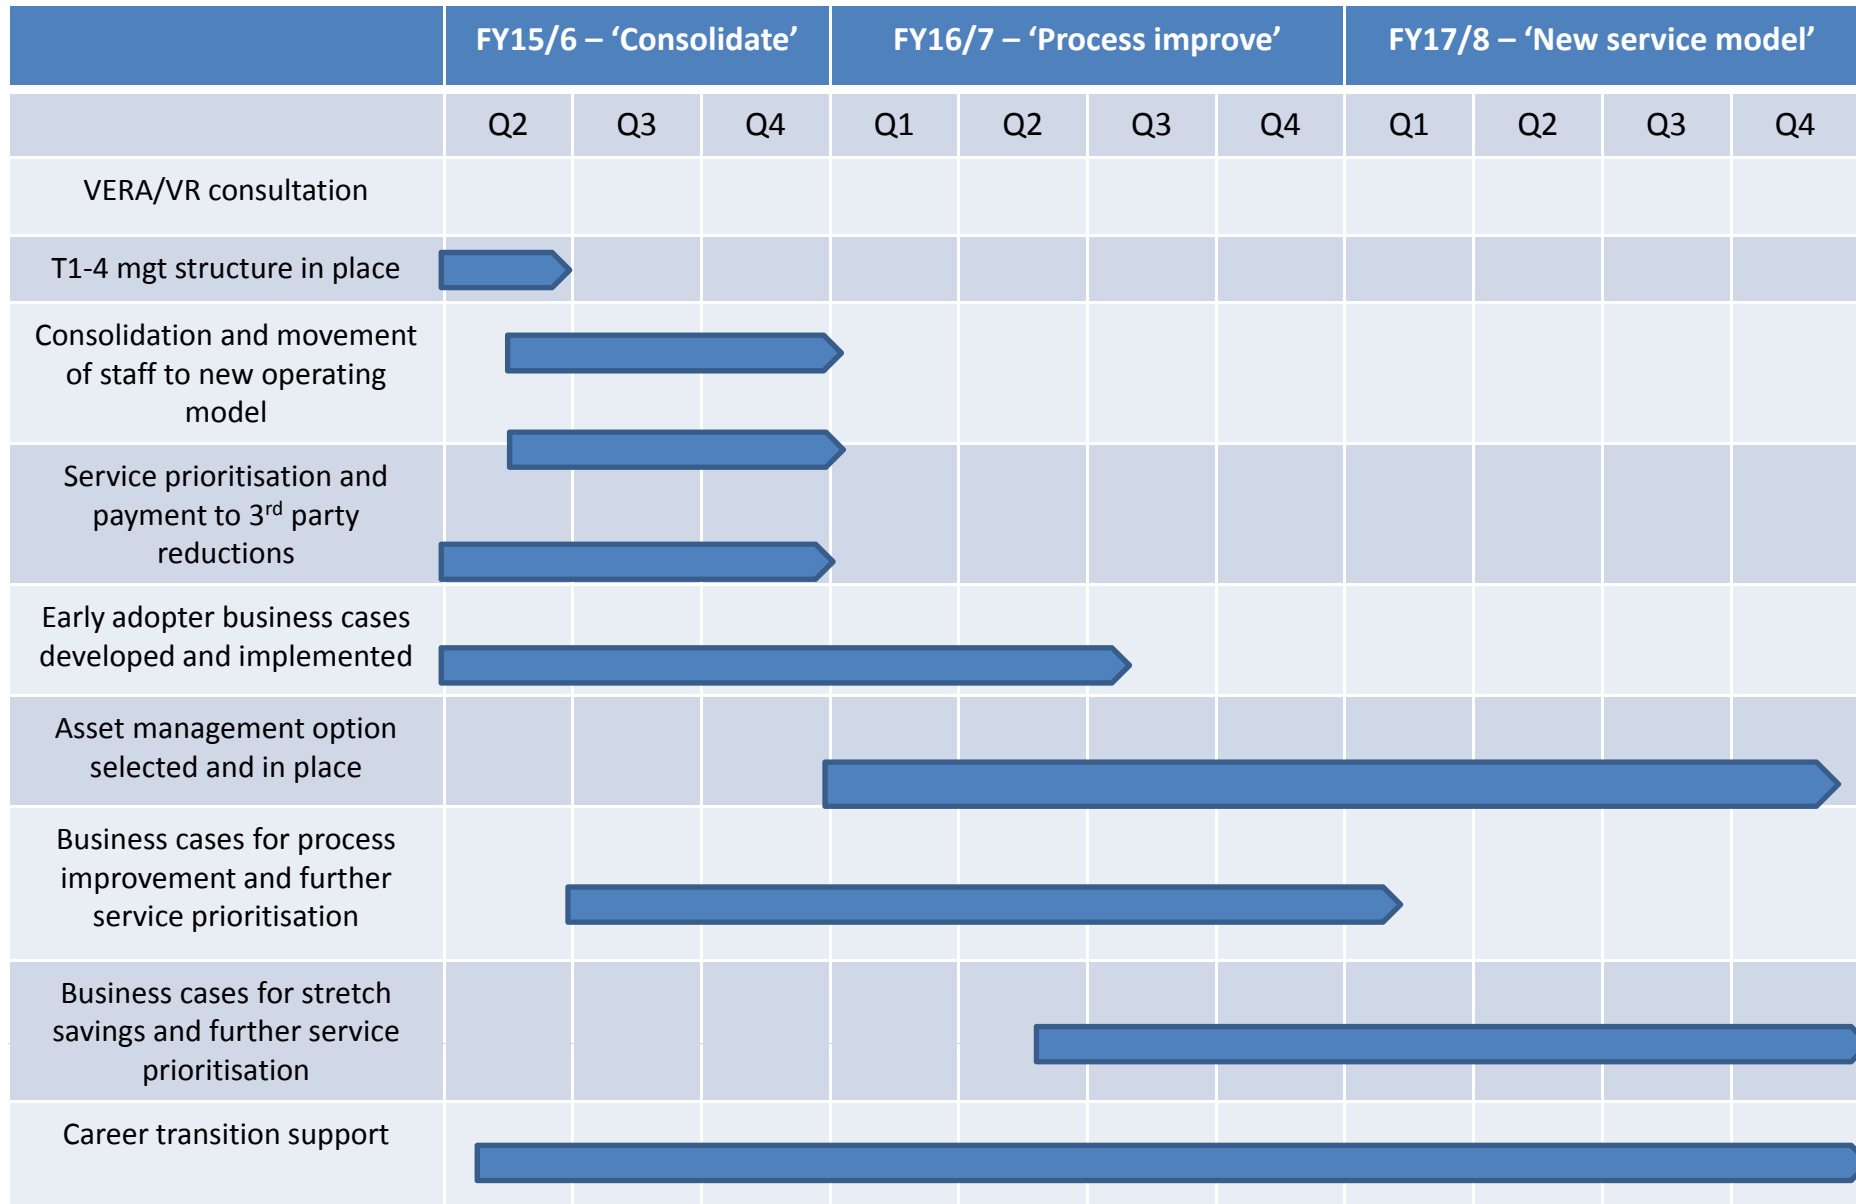 FY15/6 – ‘Consolidate’ FY16/7 – ‘Process improve’ FY17/8 – ‘New service model’
Q2 Q3 Q4 Q1 Q2 Q3 Q4 Q1 Q2 Q3 Q4
VERA/VR consultation
T1-4 mgt structure in place
Consolidation and movement
of staff to new operating
model
Service prioritisation and
payment to 3rd party
reductions
Early adopter business cases
developed and implemented
Asset management option
selected and in place
Business cases for process
improvement and further
service prioritisation
Business cases for stretch
savings and further service
prioritisation
Career transition support